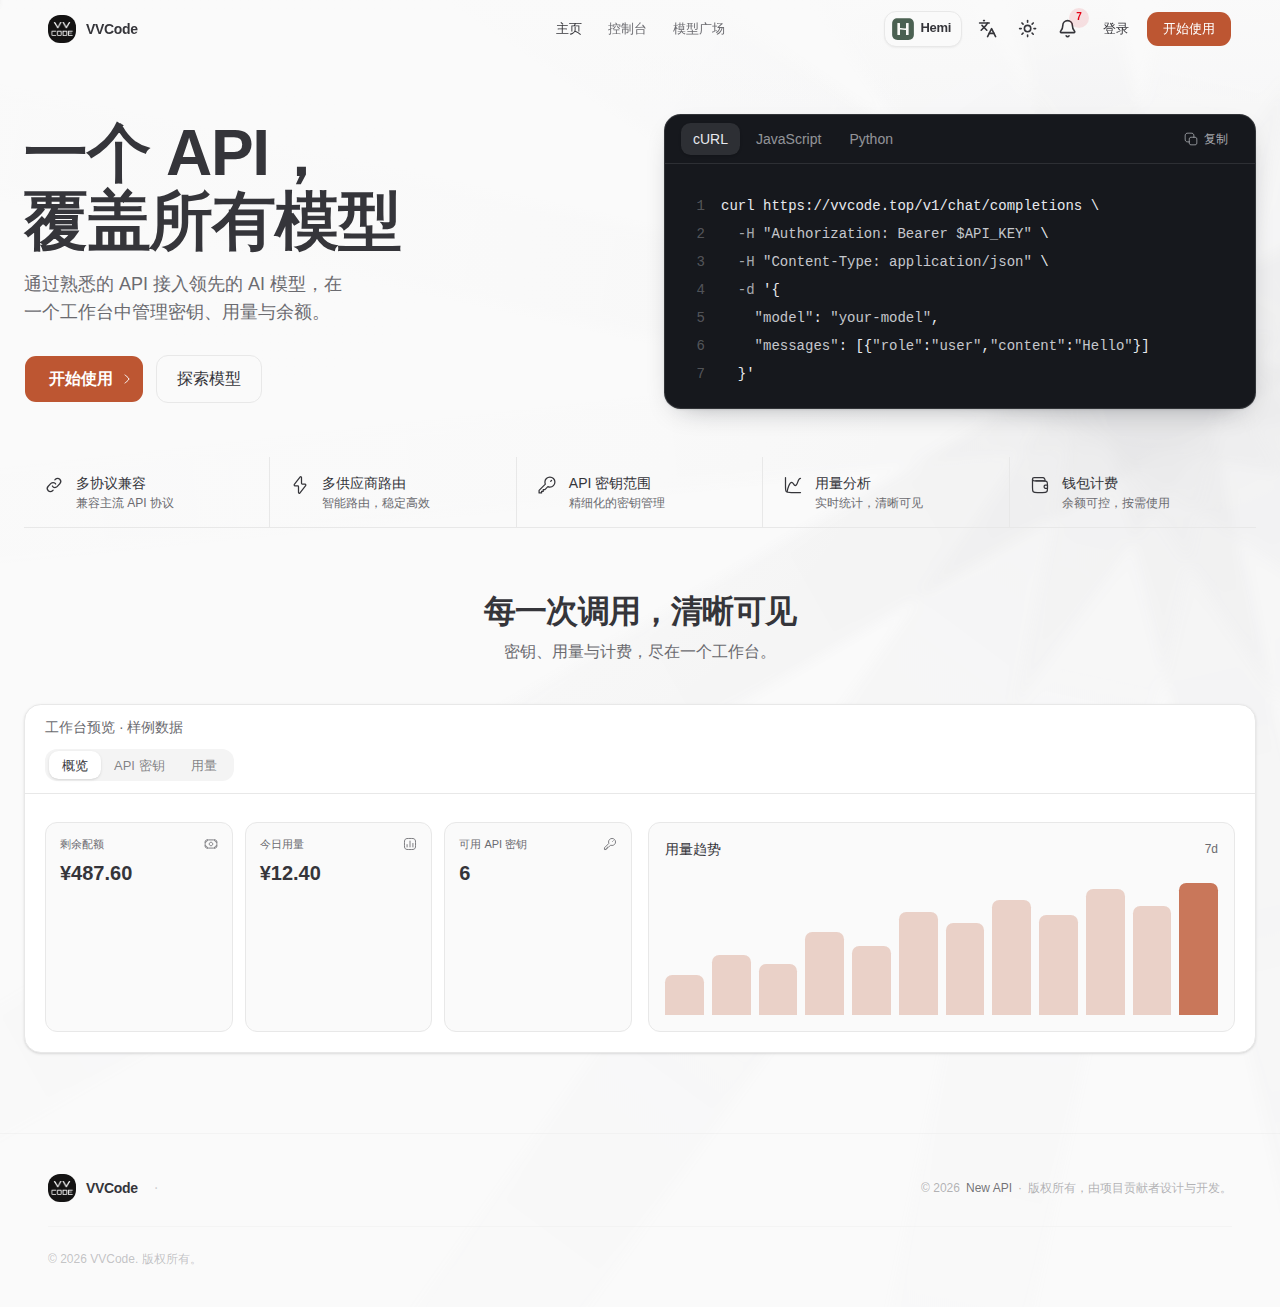 VV CODE VVCode 主页 控制台 模型广场 Hemi 7 登录 开始使用
一个 API，
覆盖所有模型
通过熟悉的 API 接入领先的 AI 模型，在
一个工作台中管理密钥、用量与余额。
开始使用 探索模型
cURL JavaScript Python 复制
1 curl https://vvcode.top/v1/chat/completions \
2 -H "Authorization: Bearer $API_KEY" \
3 -H "Content-Type: application/json" \
4 -d '{
5 "model": "your-model",
6 "messages": [{"role":"user","content":"Hello"}]
7 }'
多协议兼容
兼容主流 API 协议
多供应商路由
智能路由，稳定高效
API 密钥范围
精细化的密钥管理
用量分析
实时统计，清晰可见
钱包计费
余额可控，按需使用
每一次调用，清晰可见
密钥、用量与计费，尽在一个工作台。
工作台预览 · 样例数据
概览 API 密钥 用量
剩余配额
¥487.60
今日用量
¥12.40
可用 API 密钥
6
用量趋势 7d
VV CODE VVCode ·
© 2026 New API · 版权所有，由项目贡献者设计与开发。
© 2026 VVCode. 版权所有。